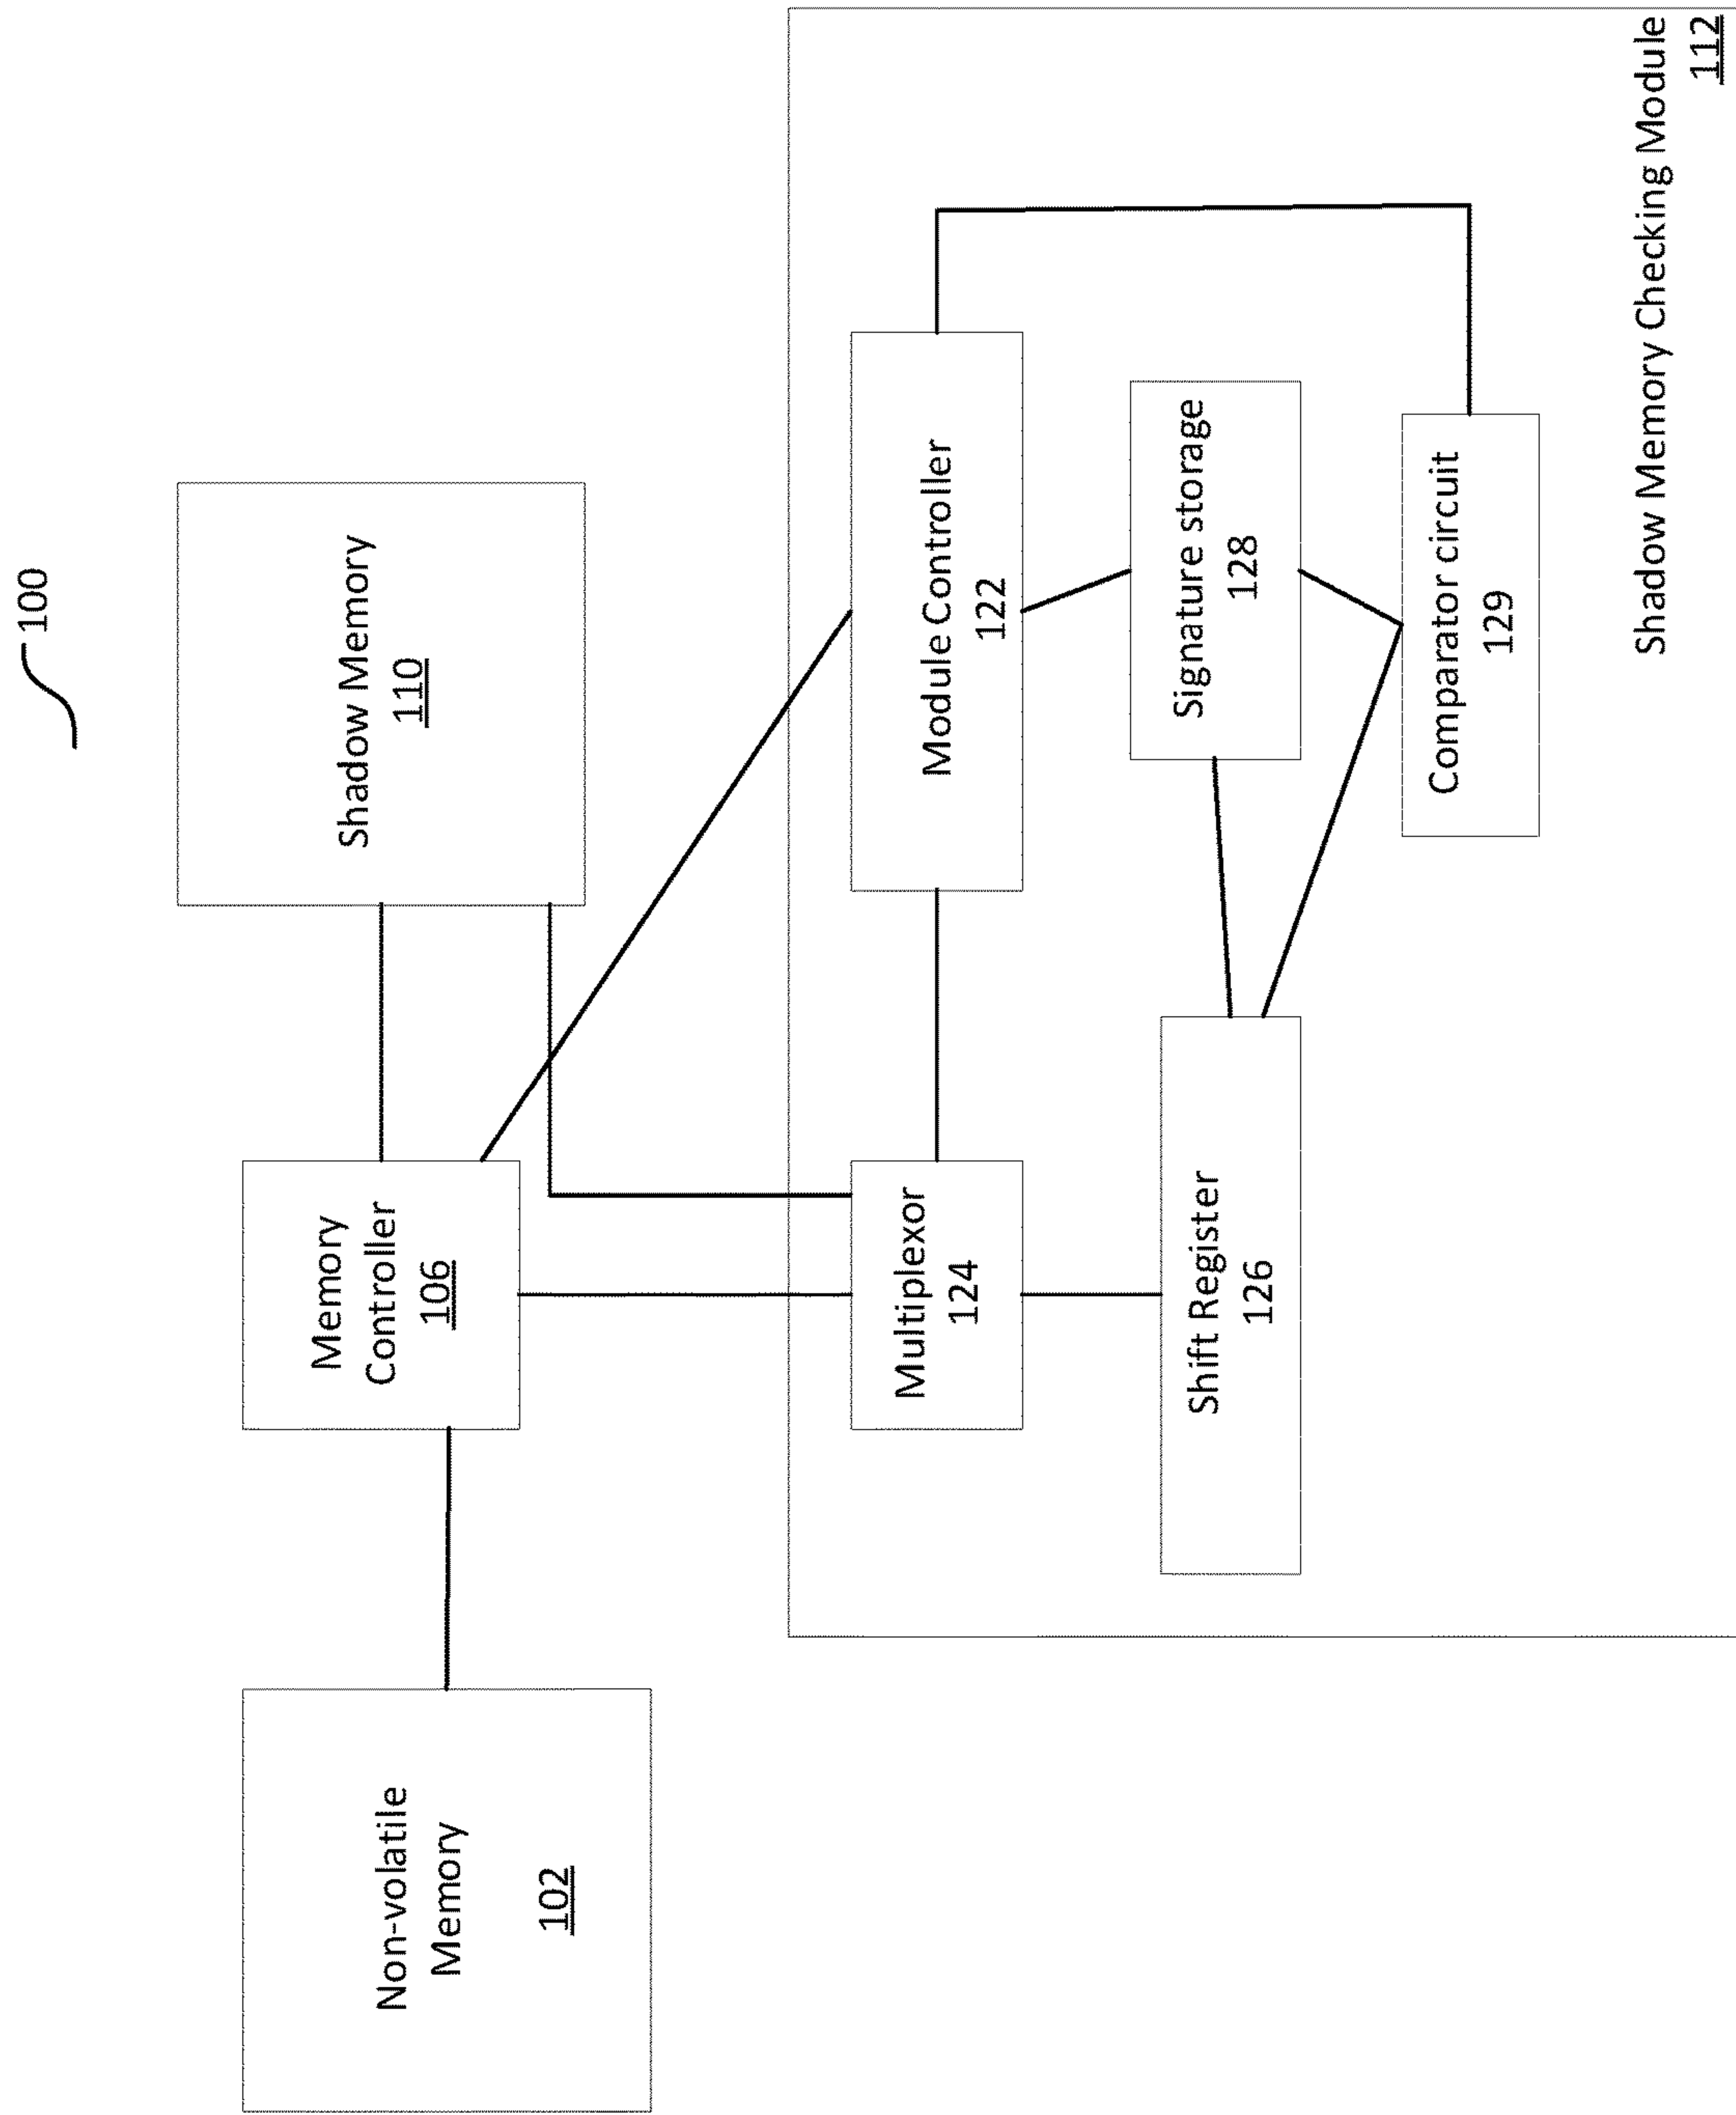 100
Non-volatile
Memory
102
Memory
Controller
106
Shadow Memory
110
Multiplexor
124
Module Controller
122
Shift Register
126
Signature storage
128
Comparator circuit
129
Shadow Memory Checking Module
112